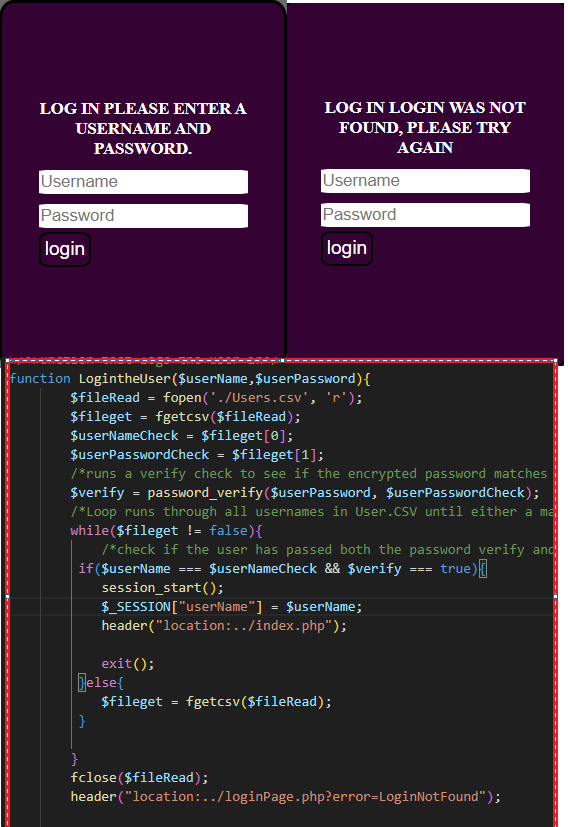 LOG IN PLEASE ENTER A
USERNAME AND
PASSWORD.
Username
Password
login
LOG IN LOGIN WAS NOT
FOUND, PLEASE TRY
AGAIN
Username
Password
login
function LogintheUser($userName,$userPassword){
$fileRead = fopen('./Users.csv', 'r');
$fileget = fgetcsv($fileRead);
$userNameCheck = $fileget[0];
$userPasswordCheck = $fileget[1];
/*runs a verify check to see if the encrypted password matches
$verify = password_verify($userPassword, $userPasswordCheck);
/*Loop runs through all usernames in User.CSV until either a ma
while($fileget != false){
/*check if the user has passed both the password verify and
if($userName === $userNameCheck && $verify === true){
session_start();
$_SESSION["userName"] = $userName;
header("location:../index.php");
exit();
}else{
$fileget = fgetcsv($fileRead);
}
}
fclose($fileRead);
header("location:../loginPage.php?error=LoginNotFound");